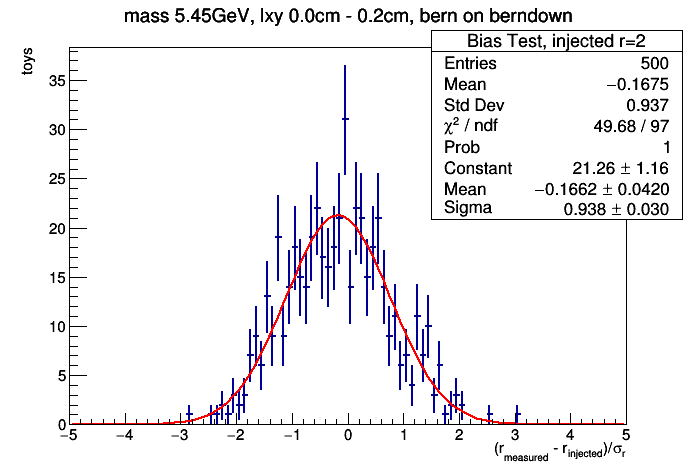 mass 5.45GeV, lxy 0.0cm - 0.2cm, bern on berndown
Bias Test, injected r=2
Entries 500
Mean −0.1675
Std Dev 0.937
χ² / ndf 49.68 / 97
Prob 1
Constant 21.26 ± 1.16
Mean −0.1662 ± 0.0420
Sigma 0.938 ± 0.030
toys
35
30
25
20
15
10
5
0
−5 −4 −3 −2 −1 0 1 2 3 4 5
(r_measured - r_injected)/σ_r